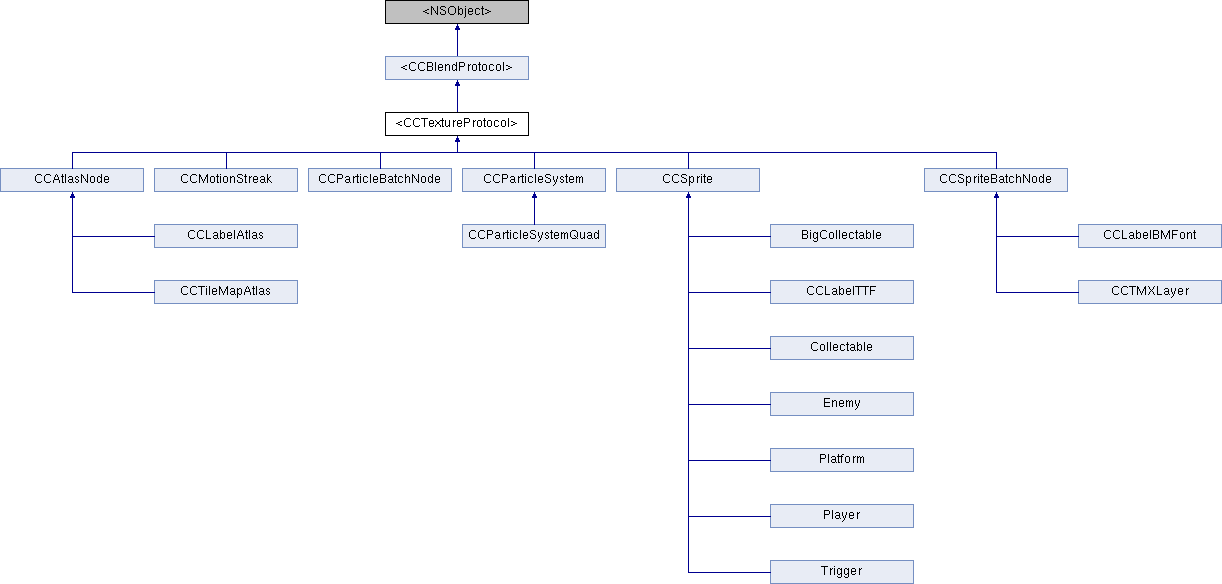 <NSObject>
<CCBlendProtocol>
<CCTextureProtocol>
CCAtlasNode
CCMotionStreak
CCParticleBatchNode
CCParticleSystem
CCSprite
CCSpriteBatchNode
CCLabelAtlas
CCParticleSystemQuad
BigCollectable
CCLabelBMFont
CCTileMapAtlas
CCLabelTTF
CCTMXLayer
Collectable
Enemy
Platform
Player
Trigger